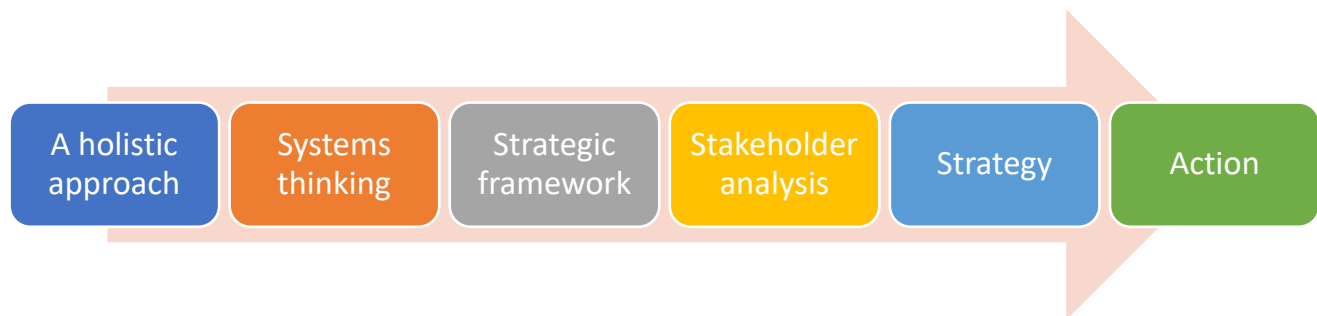 A holistic
approach
Systems
thinking
Strategic
framework
Stakeholder
analysis
Strategy
Action